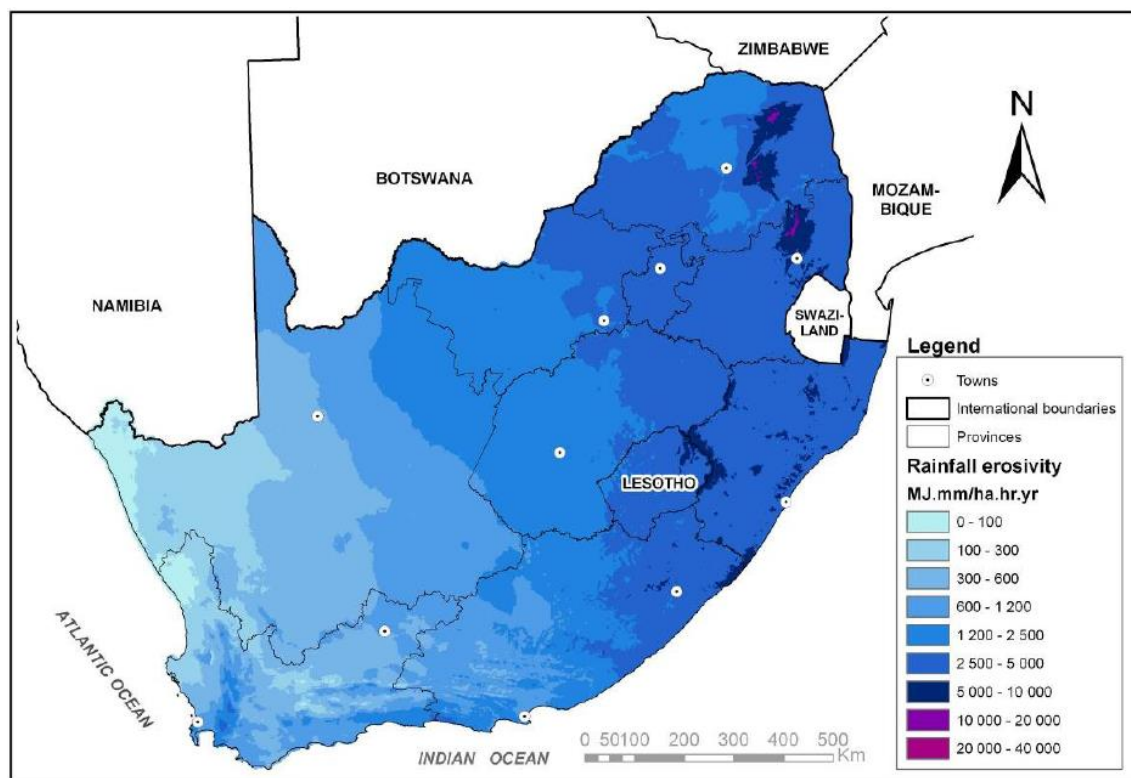 ZIMBABWE
N
BOTSWANA
MOZAM-
BIQUE
NAMIBIA
SWAZI-
LAND
Legend
Towns
International boundaries
Provinces
LESOTHO
Rainfall erosivity
MJ.mm/ha.hr.yr
0 - 100
100 - 300
300 - 600
600 - 1 200
1 200 - 2 500
2 500 - 5 000
5 000 - 10 000
10 000 - 20 000
20 000 - 40 000
ATLANTIC OCEAN
INDIAN OCEAN
0 50 100 200 300 400 500
Km